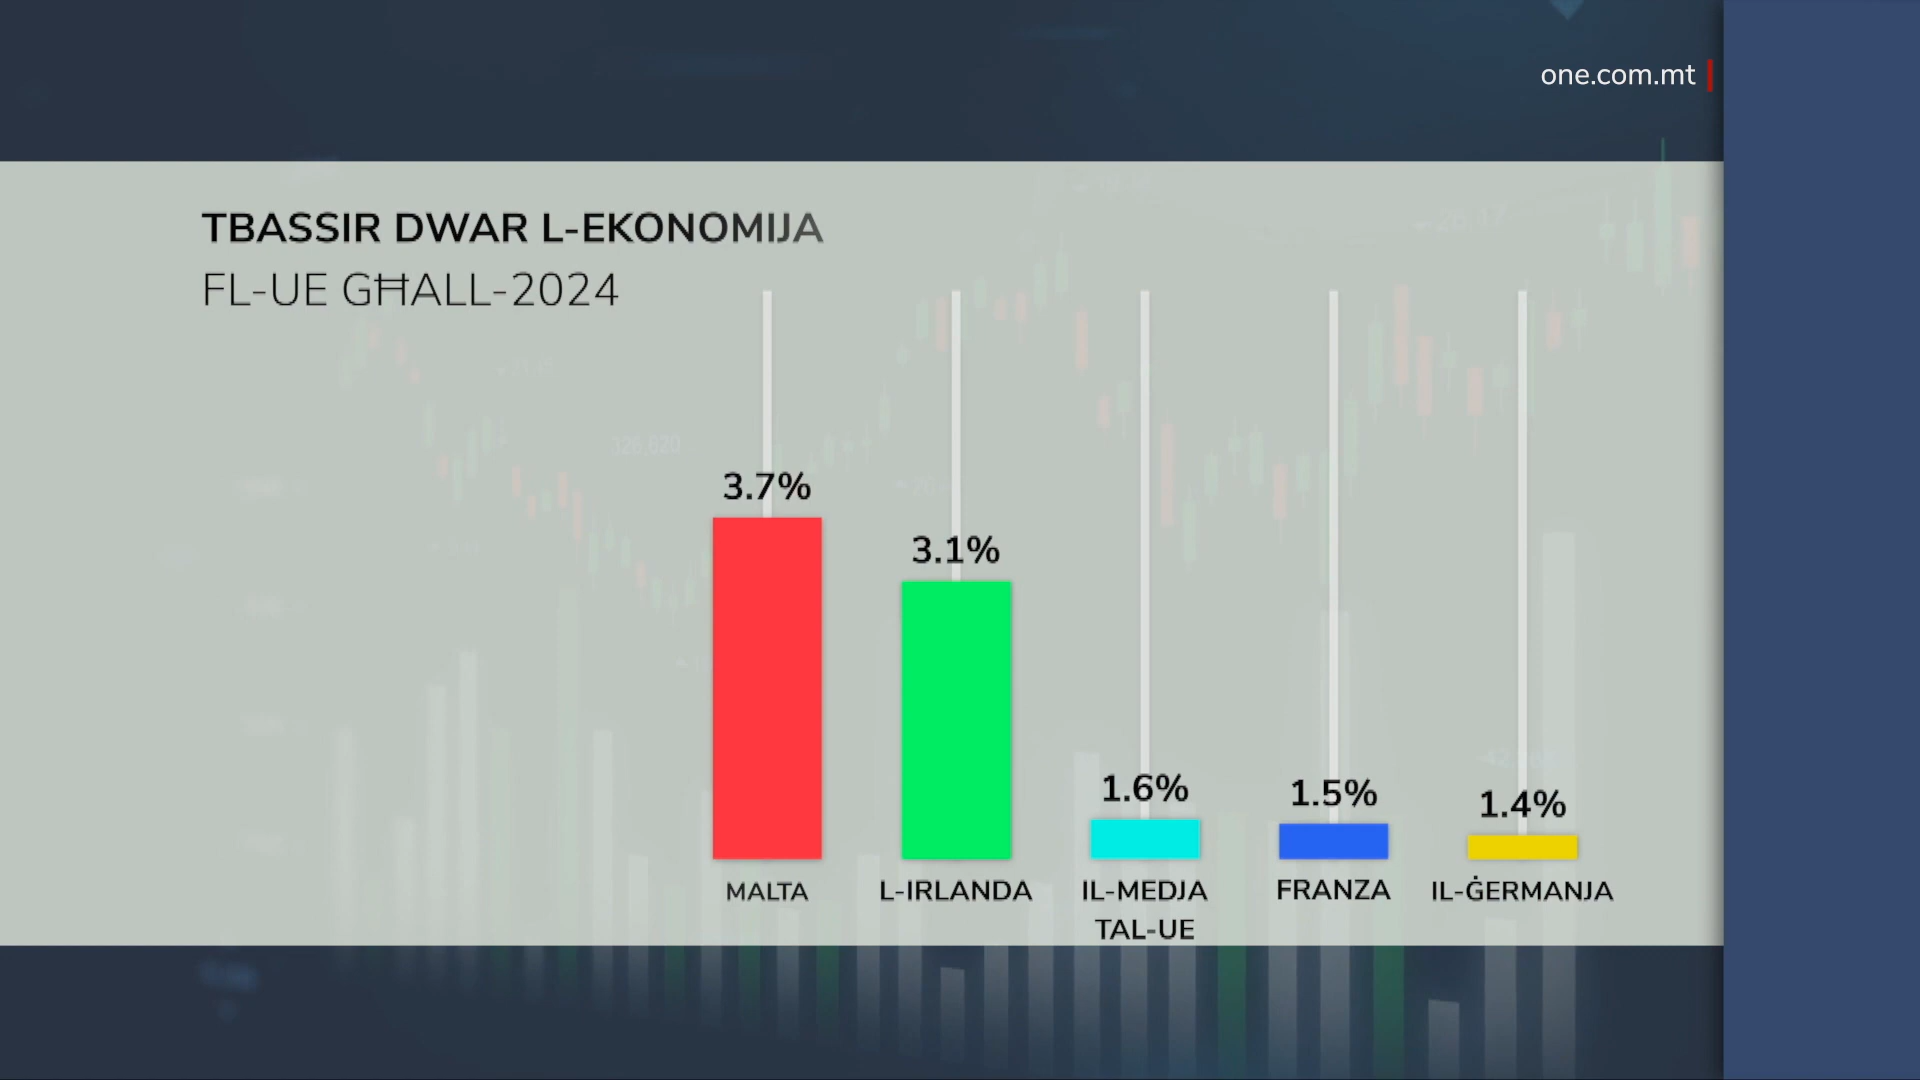 one.com.mt
TBASSIR DWAR L-EKONOMIJA
FL-UE GĦALL-2024
3.7%
3.1%
1.6%
1.5%
1.4%
MALTA
L-IRLANDA
IL-MEDJA
TAL-UE
FRANZA
IL-ĠERMANJA